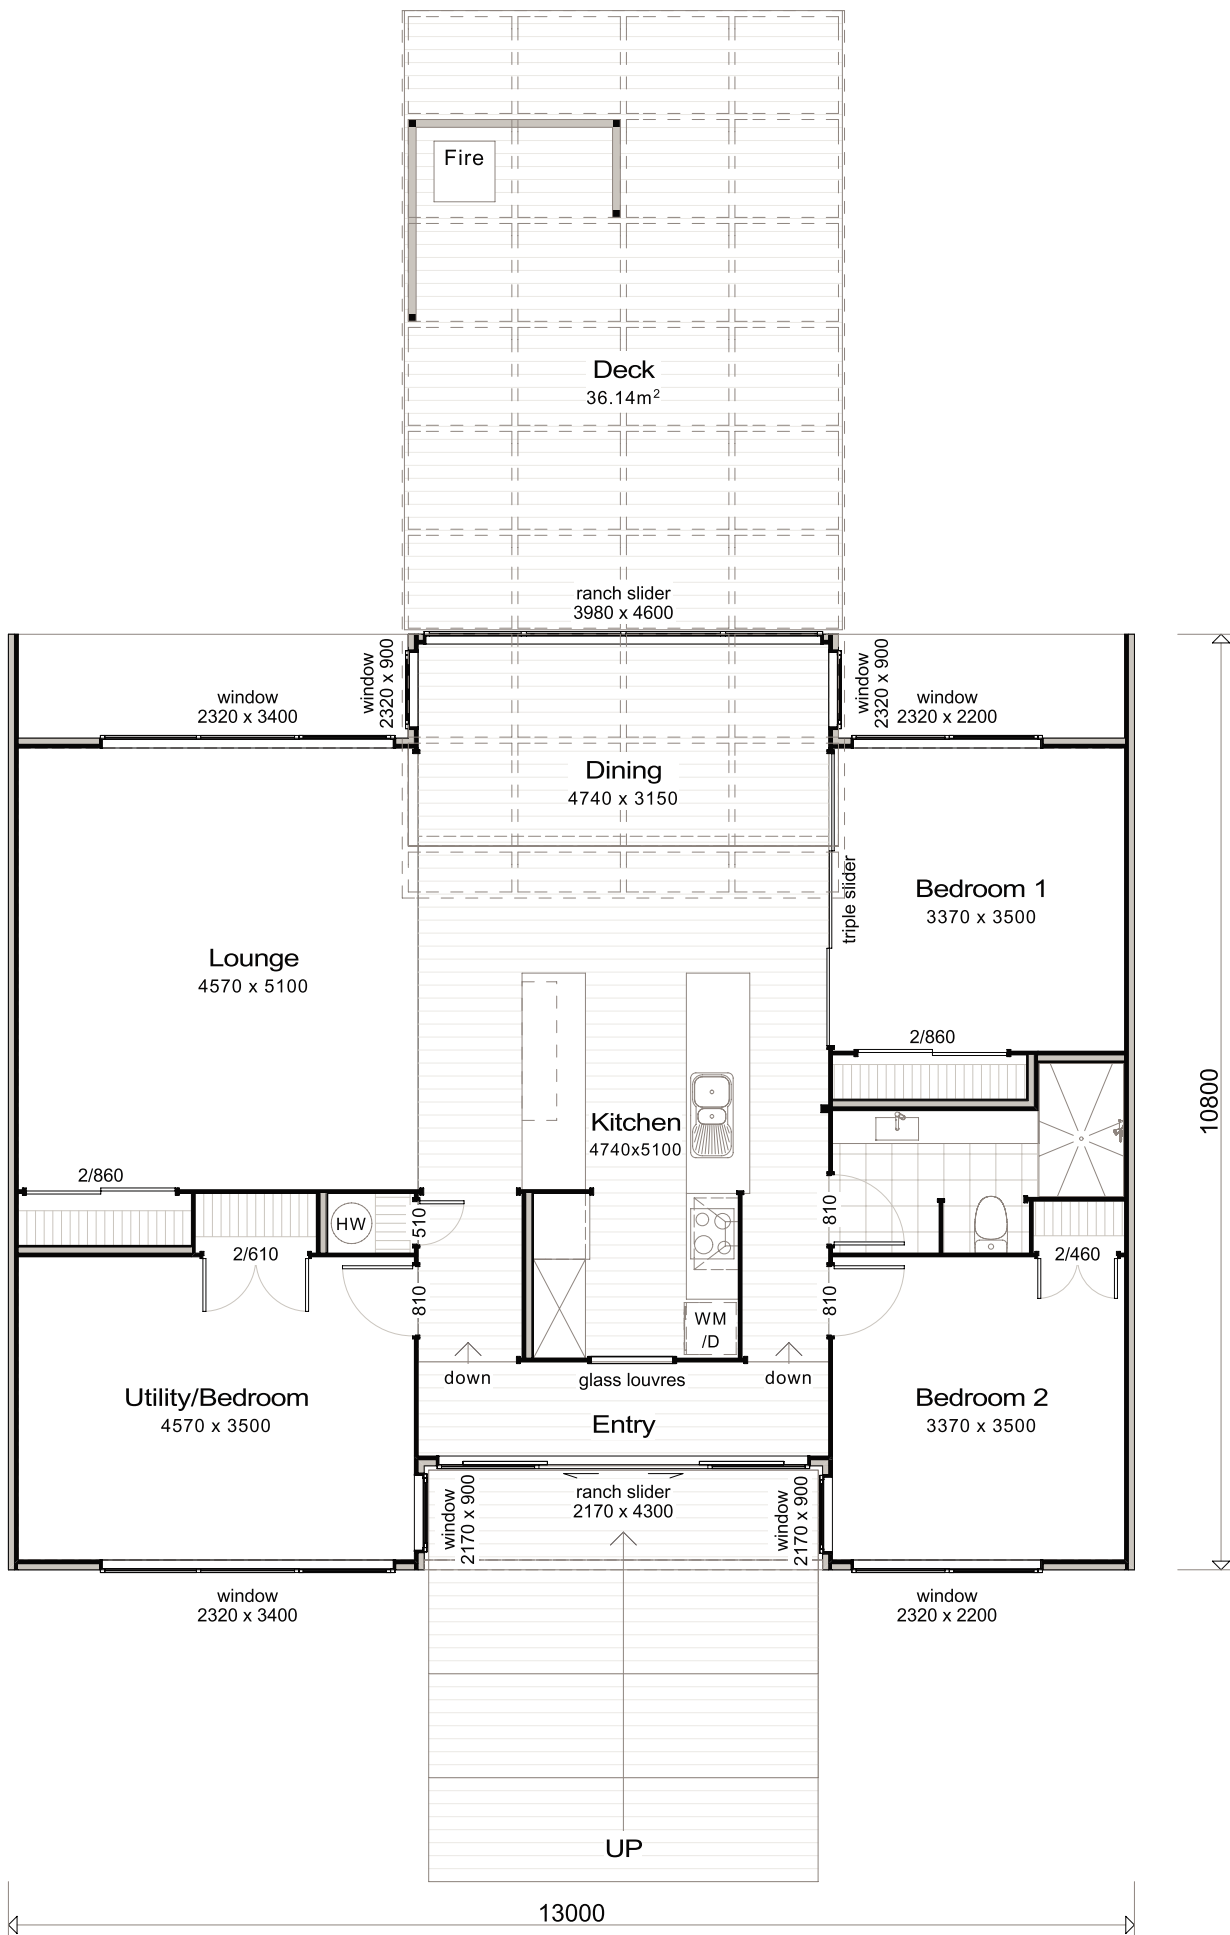 Fire
Deck
36.14m²
ranch slider
3980 x 4600
window
2320 x 900
window
2320 x 900
window
2320 x 3400
window
2320 x 2200
Dining
4740 x 3150
triple slider
Bedroom 1
3370 x 3500
Lounge
4570 x 5100
2/860
10800
Kitchen
4740x5100
2/860
HW
510
810
2/610
2/460
810
810
WM
/D
down
glass louvres
down
Utility/Bedroom
4570 x 3500
Entry
Bedroom 2
3370 x 3500
window
2170 x 900
ranch slider
2170 x 4300
window
2170 x 900
window
2320 x 3400
window
2320 x 2200
UP
13000